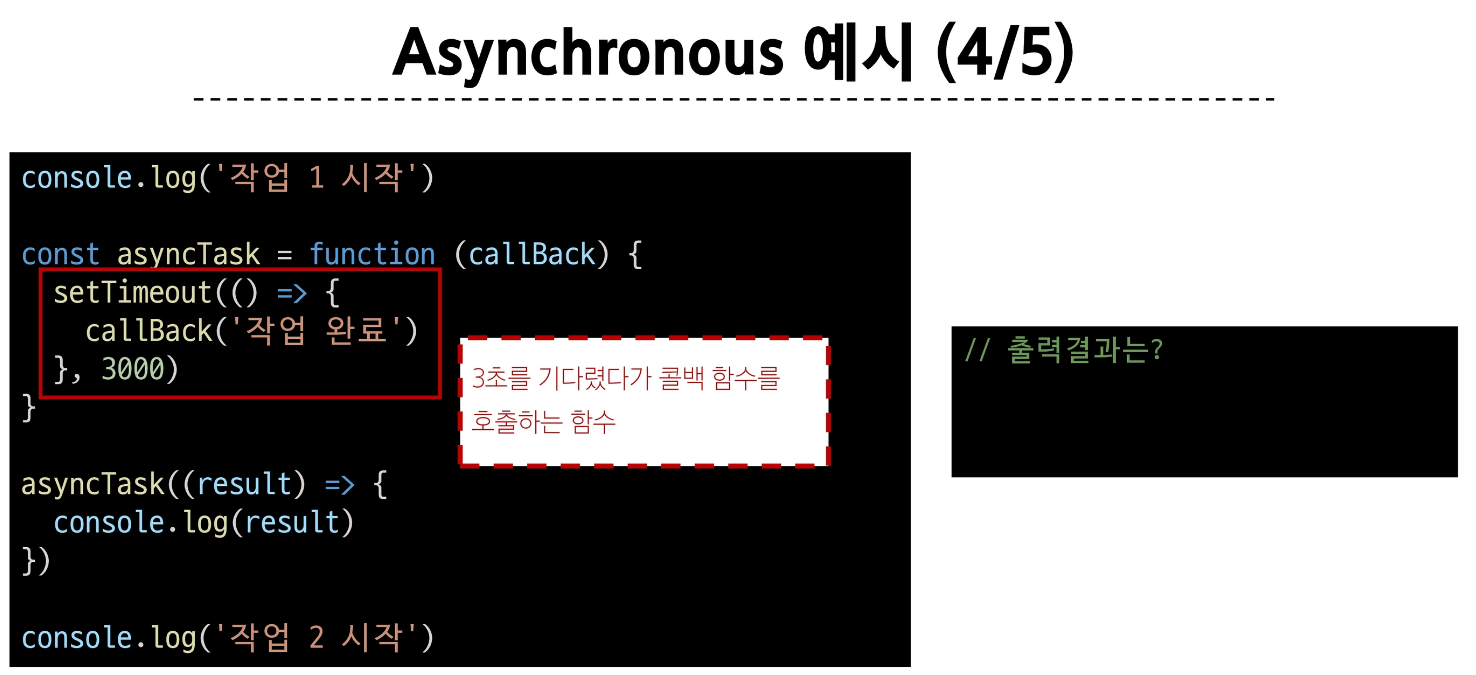 Asynchronous 예시 (4/5)
console.log('작업 1 시작')
const asyncTask = function (callBack) {
setTimeout(() => {
callBack('작업 완료')
}, 3000)
}
asyncTask((result) => {
console.log(result)
})
console.log('작업 2 시작')
3초를 기다렸다가 콜백 함수를
호출하는 함수
// 출력결과는?